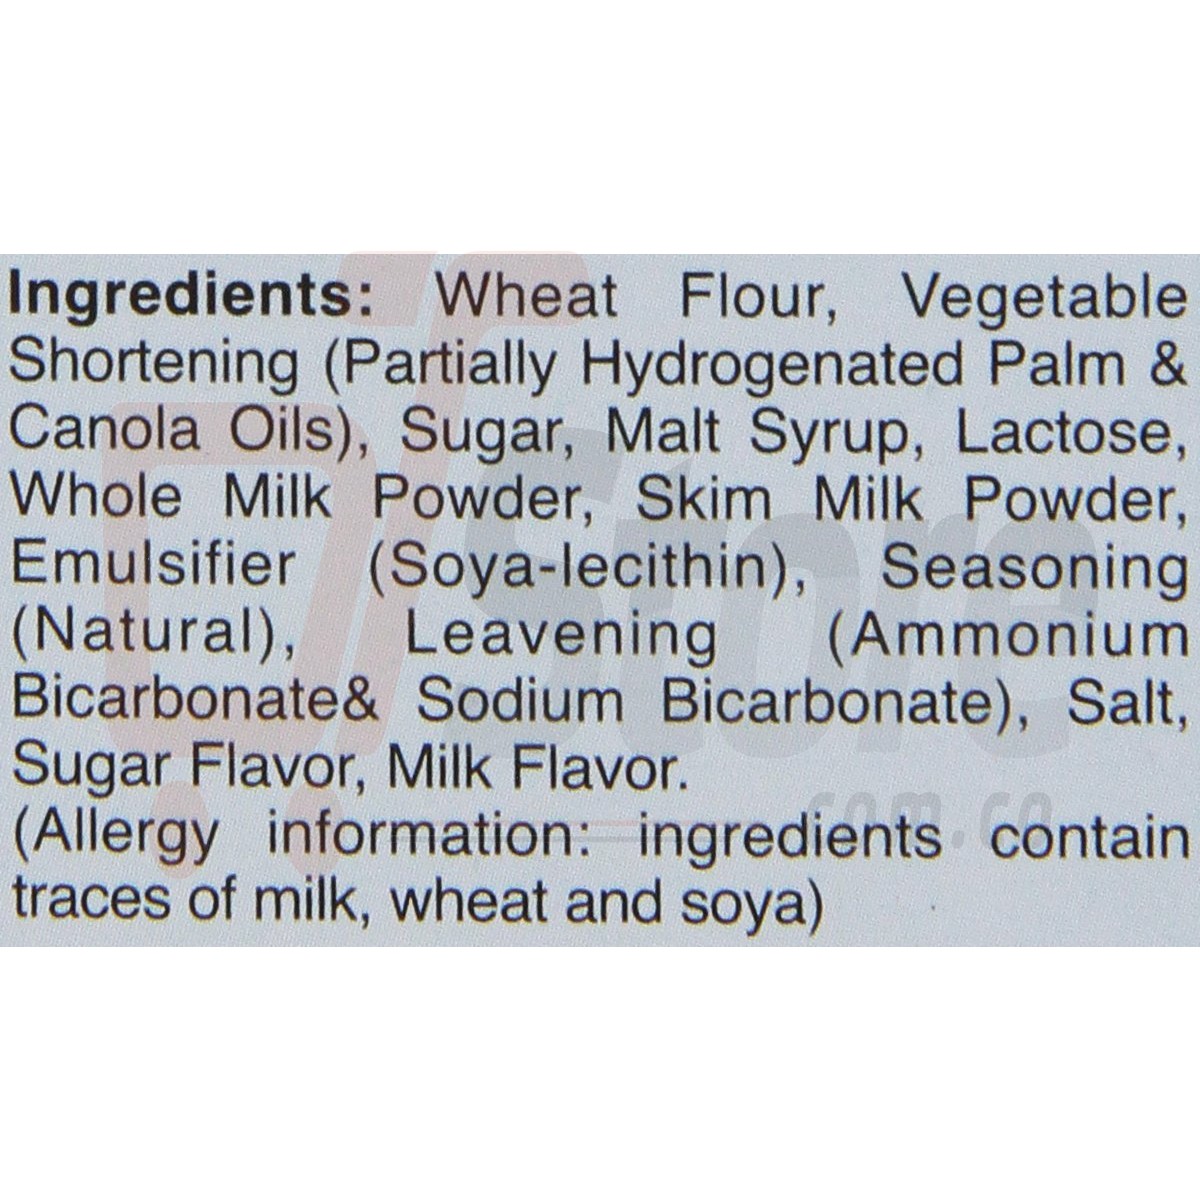 Ingredients: Wheat Flour, Vegetable
Shortening (Partially Hydrogenated Palm &
Canola Oils), Sugar, Malt Syrup, Lactose,
Whole Milk Powder, Skim Milk Powder,
Emulsifier (Soya-lecithin), Seasoning
(Natural), Leavening (Ammonium
Bicarbonate& Sodium Bicarbonate), Salt,
Sugar Flavor, Milk Flavor.
(Allergy information: ingredients contain
traces of milk, wheat and soya)
Store
.com.co